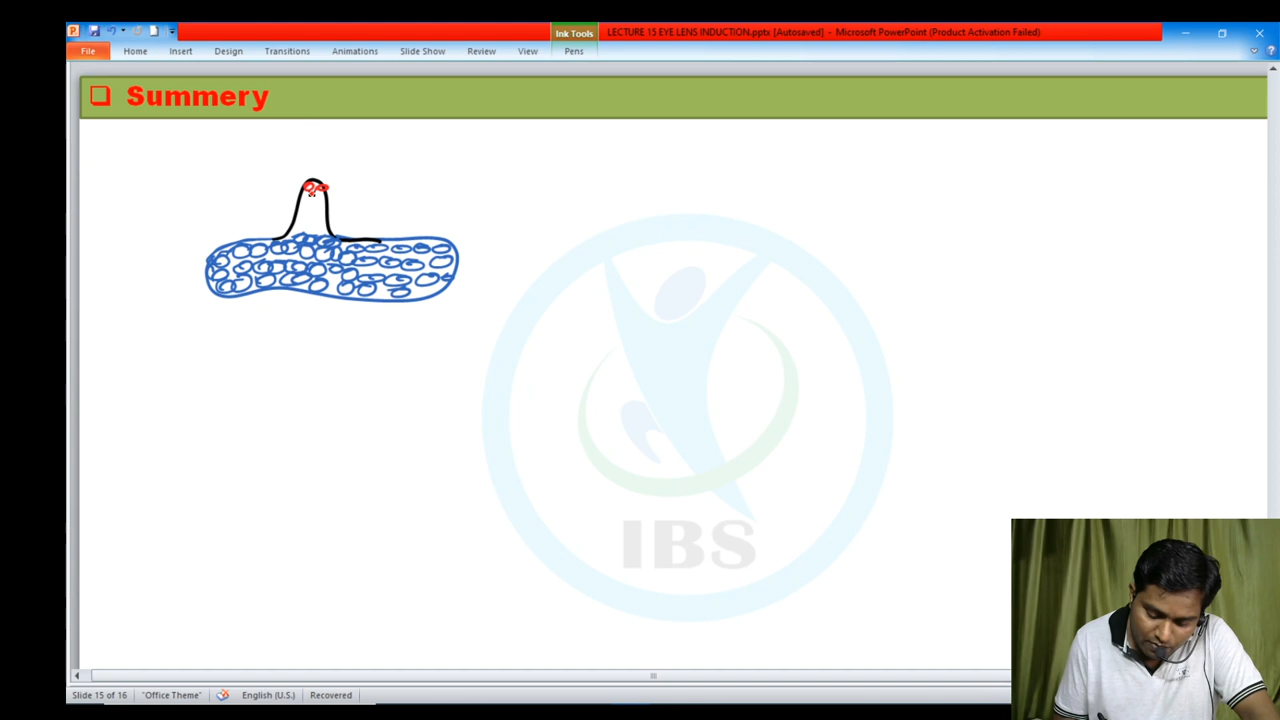 Ink Tools
LECTURE 15 EYE LENS INDUCTION.pptx [Autosaved] - Microsoft PowerPoint (Product Activation Failed)
File Home Insert Design Transitions Animations Slide Show Review View Pens
Summery
IBS
Slide 15 of 16 "Office Theme" English (U.S.) Recovered